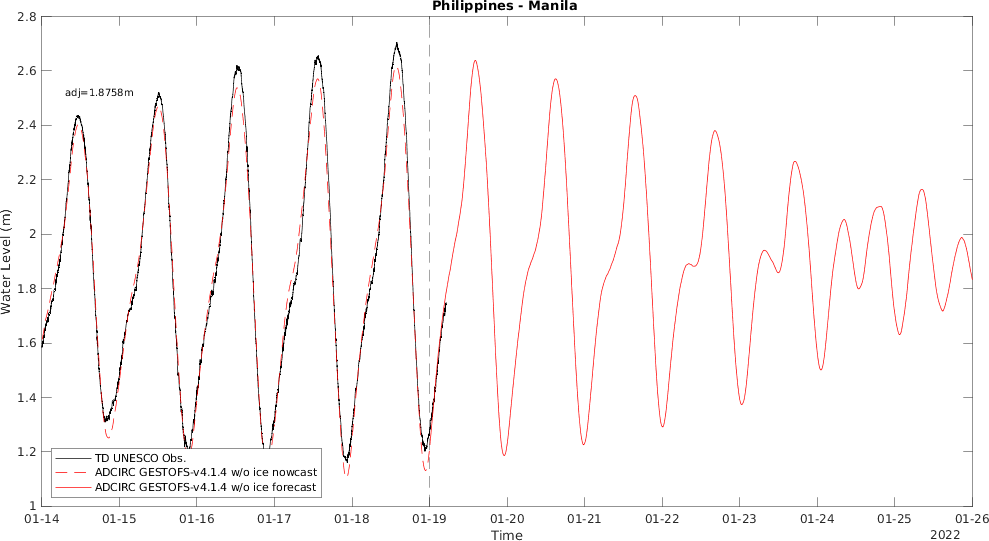 Philippines - Manila
2.8
2.6
2.4
2.2
2
1.8
1.6
1.4
1.2
1
Water Level (m)
adj=1.8758m
TD UNESCO Obs.
ADCIRC GESTOFS-v4.1.4 w/o ice nowcast
ADCIRC GESTOFS-v4.1.4 w/o ice forecast
01-14 01-15 01-16 01-17 01-18 01-19 01-20 01-21 01-22 01-23 01-24 01-25 01-26
Time
2022